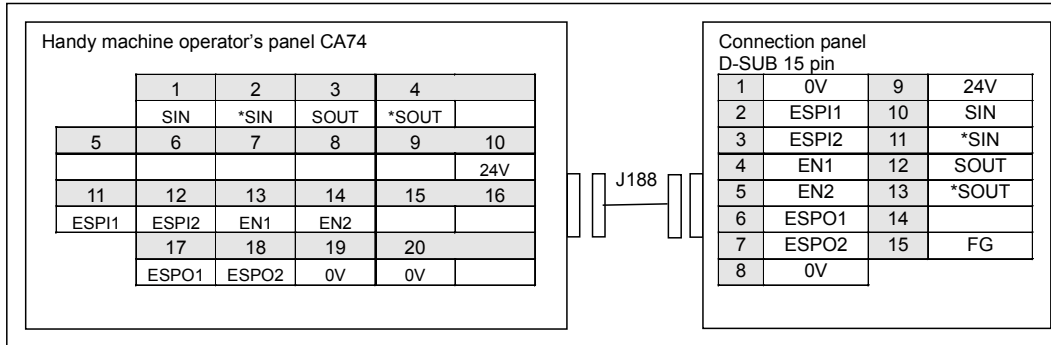 Handy machine operator's panel CA74
1 2 3 4
SIN *SIN SOUT *SOUT
5 6 7 8 9 10
24V
11 12 13 14 15 16
ESPI1 ESPI2 EN1 EN2
17 18 19 20
ESPO1 ESPO2 0V 0V
J188
Connection panel
D-SUB 15 pin
1 0V 9 24V
2 ESPI1 10 SIN
3 ESPI2 11 *SIN
4 EN1 12 SOUT
5 EN2 13 *SOUT
6 ESPO1 14
7 ESPO2 15 FG
8 0V